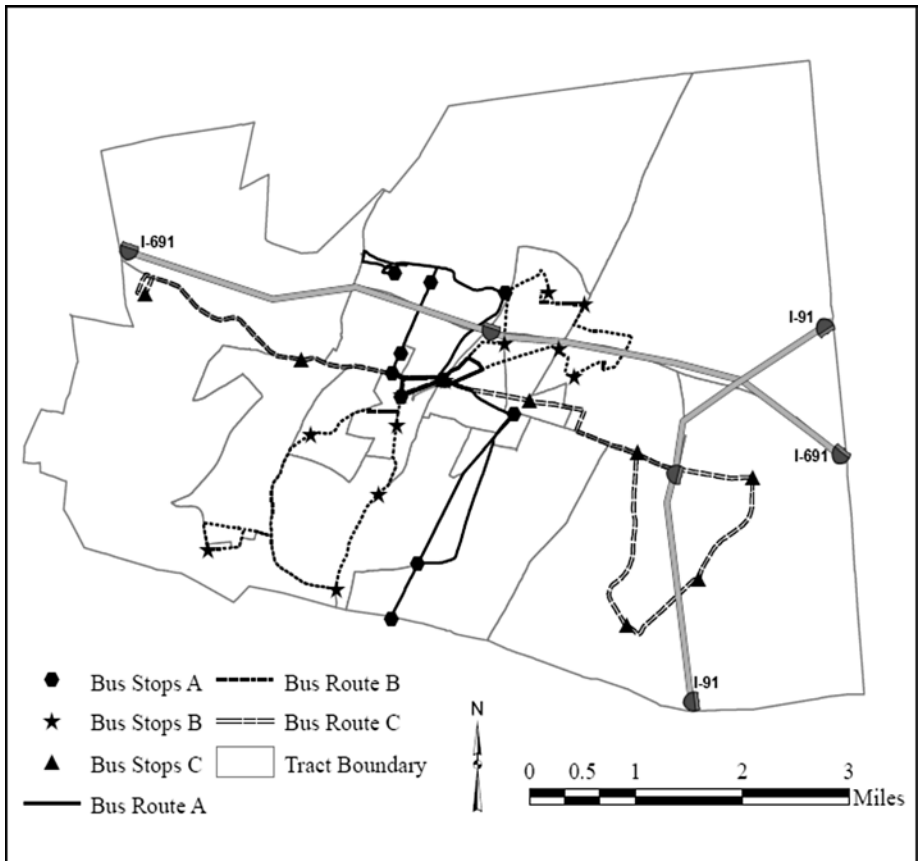 I-691
I-91
I-691
I-91
Bus Stops A
Bus Route B
Bus Stops B
Bus Route C
Bus Stops C
Tract Boundary
Bus Route A
N
0 0.5 1 2 3
Miles